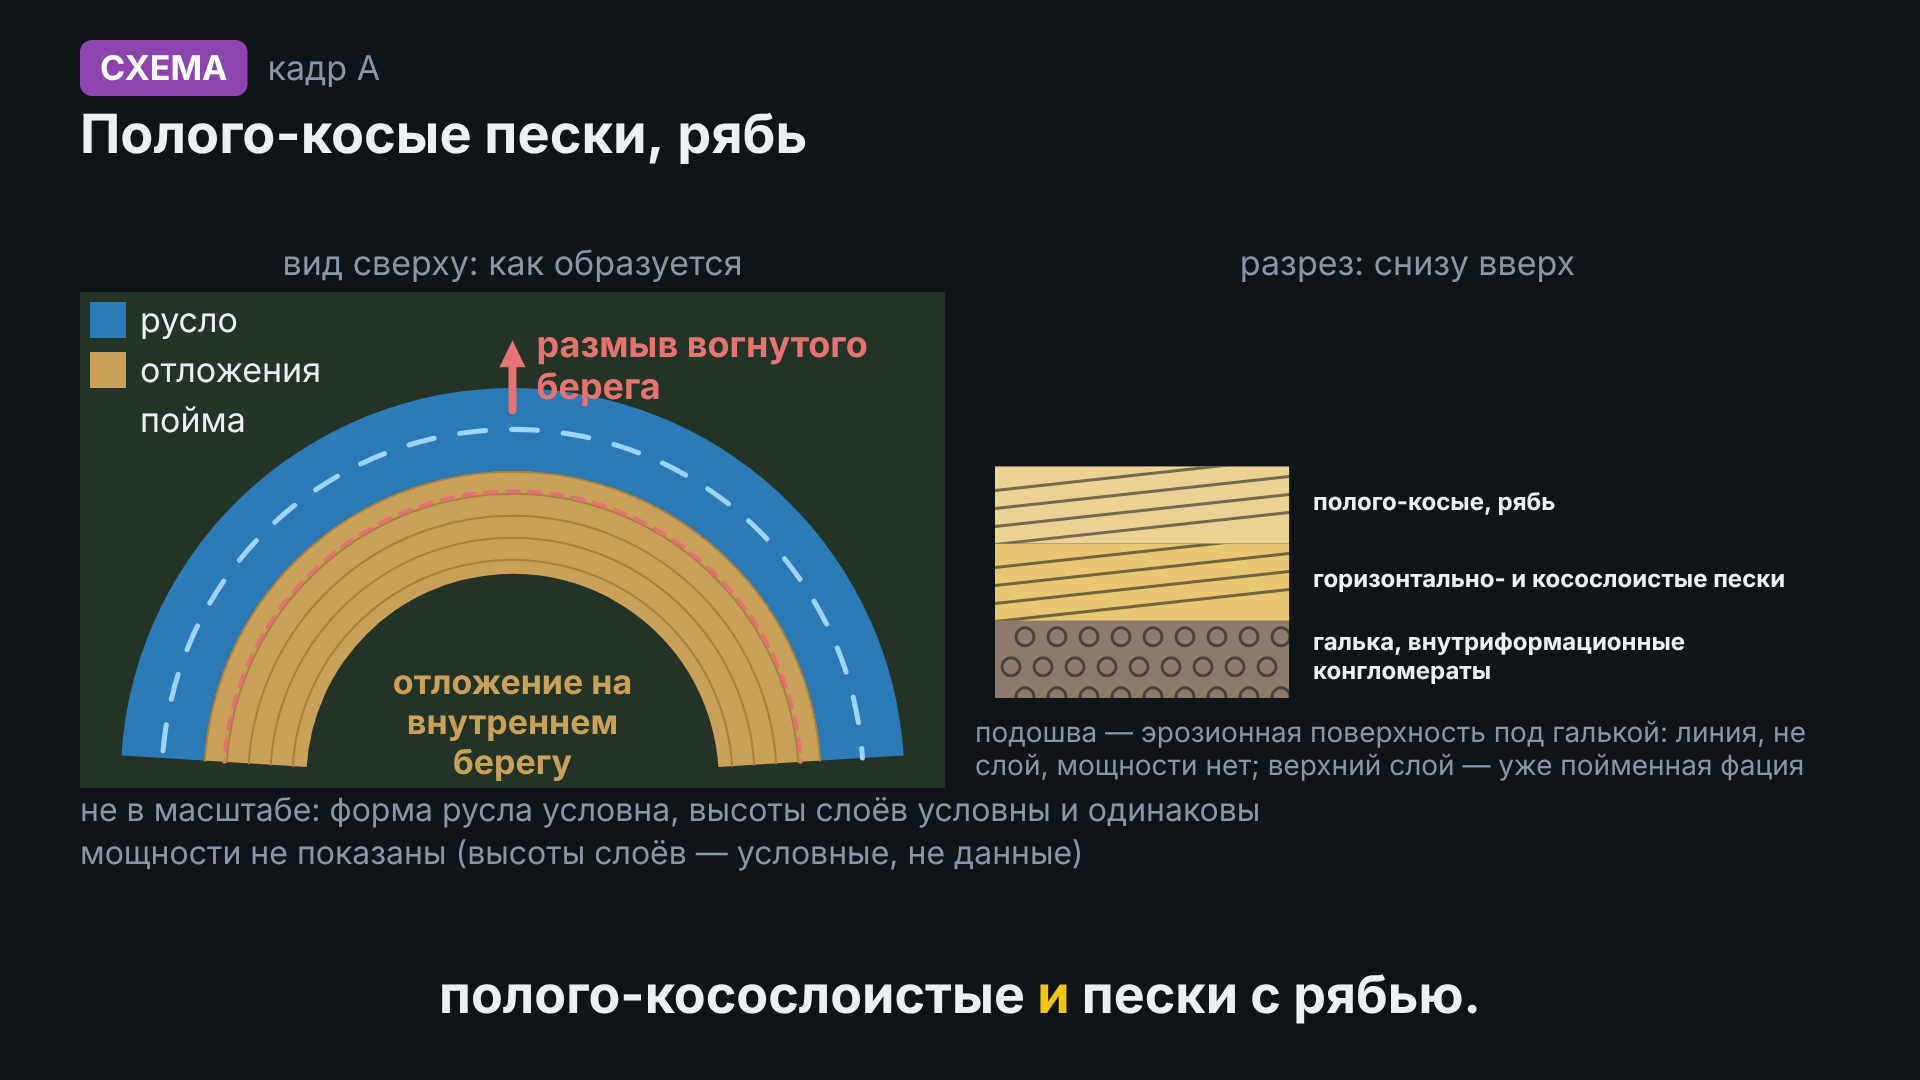 СХЕМА кадр А
Полого-косые пески, рябь
вид сверху: как образуется
русло
отложения
пойма
размыв вогнутого
берега
отложение на
внутреннем
берегу
разрез: снизу вверх
полого-косые, рябь
горизонтально- и косослоистые пески
галька, внутриформационные
конгломераты
подошва — эрозионная поверхность под галькой: линия, не
слой, мощности нет; верхний слой — уже пойменная фация
не в масштабе: форма русла условна, высоты слоёв условны и одинаковы
мощности не показаны (высоты слоёв — условные, не данные)
полого-косослоистые и пески с рябью.